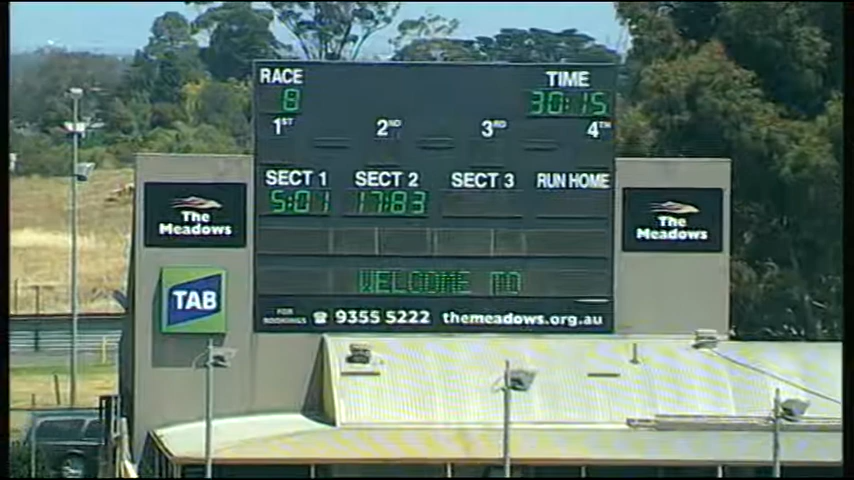 RACE TIME
8 30:15
1ST 2ND 3RD 4TH
SECT 1 SECT 2 SECT 3 RUN HOME
5:01 17:83
The Meadows
The Meadows
WELCOME TO
TAB
FOR BOOKINGS ☎ 9355 5222 themeadows.org.au